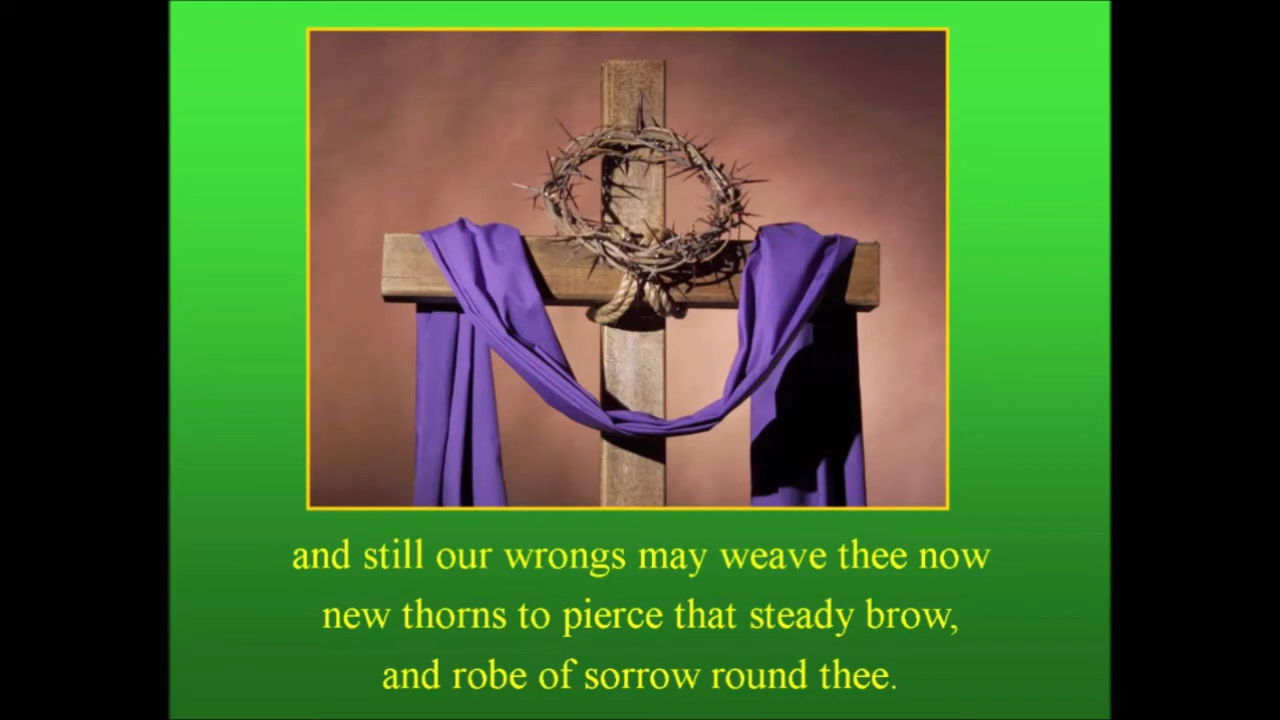 and still our wrongs may weave thee now
new thorns to pierce that steady brow,
and robe of sorrow round thee.